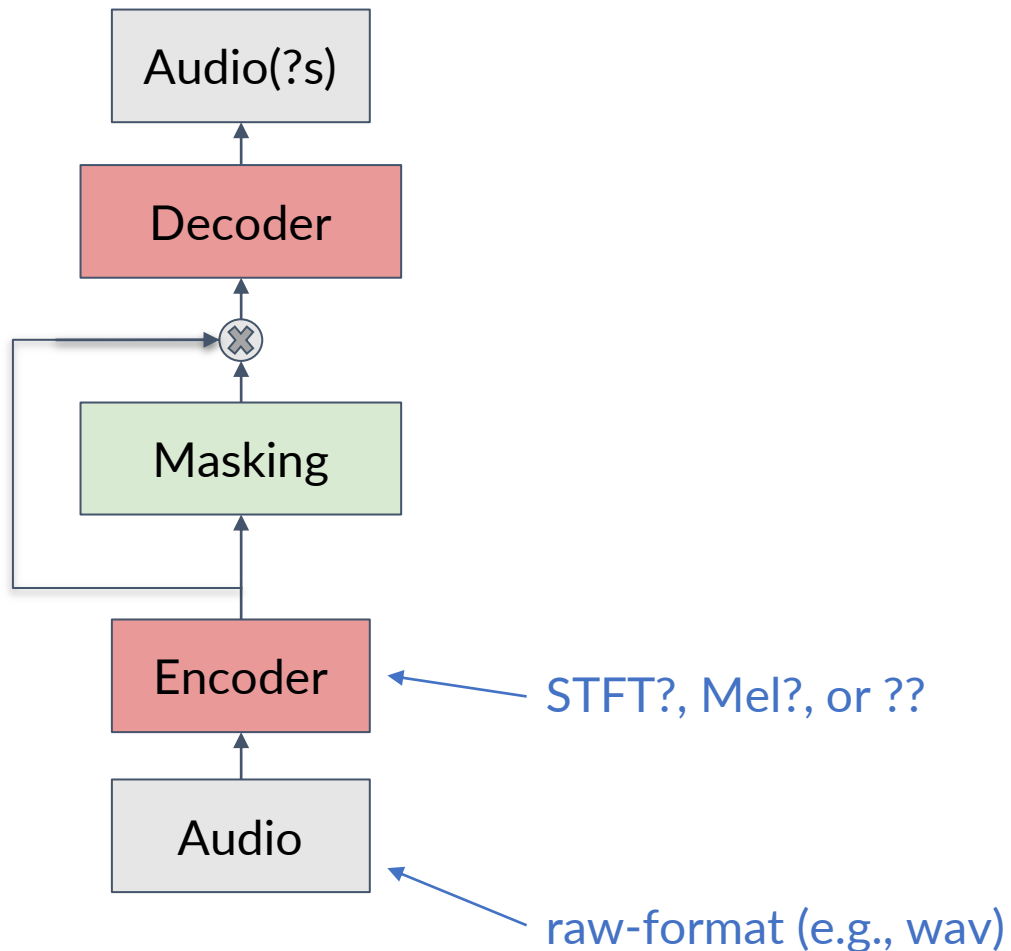 Audio(?s)
Decoder
Masking
Encoder
STFT?, Mel?, or ??
Audio
raw-format (e.g., wav)